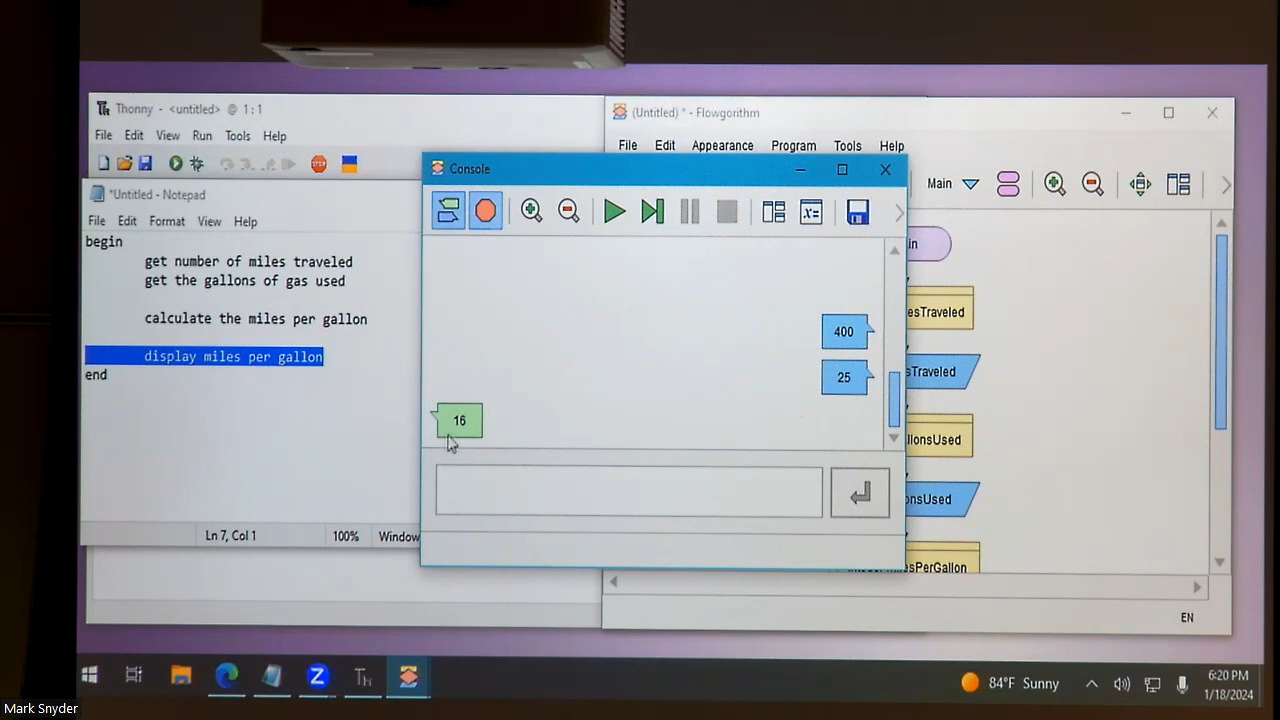 Thonny - <untitled> @ 1:1
File Edit View Run Tools Help
*Untitled - Notepad
File Edit Format View Help
begin
get number of miles traveled
get the gallons of gas used
calculate the miles per gallon
display miles per gallon
end
Ln 7, Col 1 100% Window
Console
400
25
16
(Untitled) * - Flowgorithm
File Edit Appearance Program Tools Help
Main
in
esTraveled
sTraveled
llonsUsed
onsUsed
MilesPerGallon
EN
84°F Sunny
6:20 PM
1/18/2024
Mark Snyder